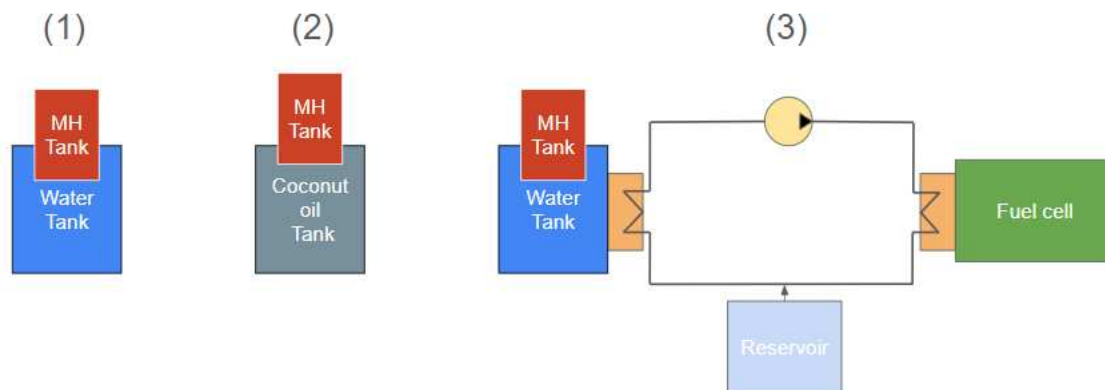 (1)
(2)
(3)
MH
Tank
Water
Tank
MH
Tank
Coconut
oil
Tank
MH
Tank
Water
Tank
Fuel cell
Reservoir